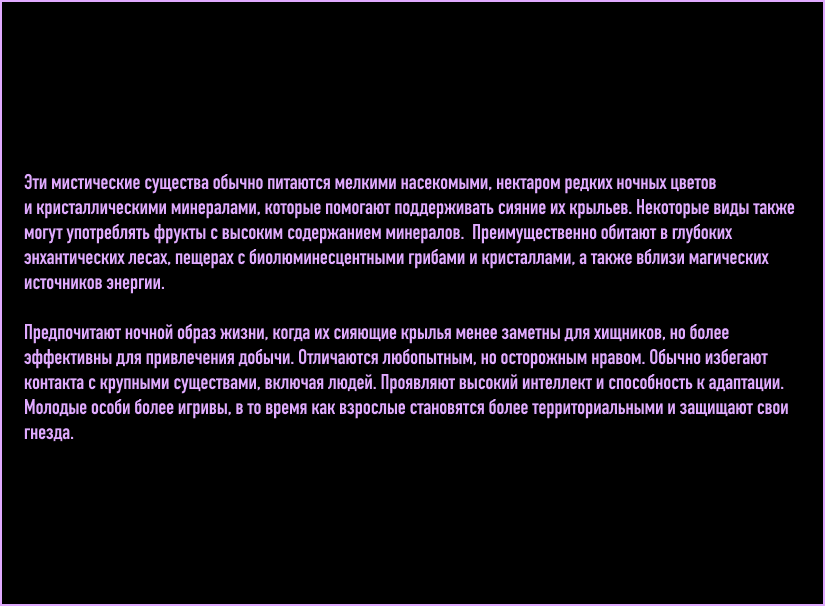 Эти мистические существа обычно питаются мелкими насекомыми, нектаром редких ночных цветов
и кристаллическими минералами, которые помогают поддерживать сияние их крыльев. Некоторые виды также
могут употреблять фрукты с высоким содержанием минералов.  Преимущественно обитают в глубоких
энхантических лесах, пещерах с биолюминесцентными грибами и кристаллами, а также вблизи магических
источников энергии.

Предпочитают ночной образ жизни, когда их сияющие крылья менее заметны для хищников, но более
эффективны для привлечения добычи. Отличаются любопытным, но осторожным нравом. Обычно избегают
контакта с крупными существами, включая людей. Проявляют высокий интеллект и способность к адаптации.
Молодые особи более игривы, в то время как взрослые становятся более территориальными и защищают свои
гнезда.